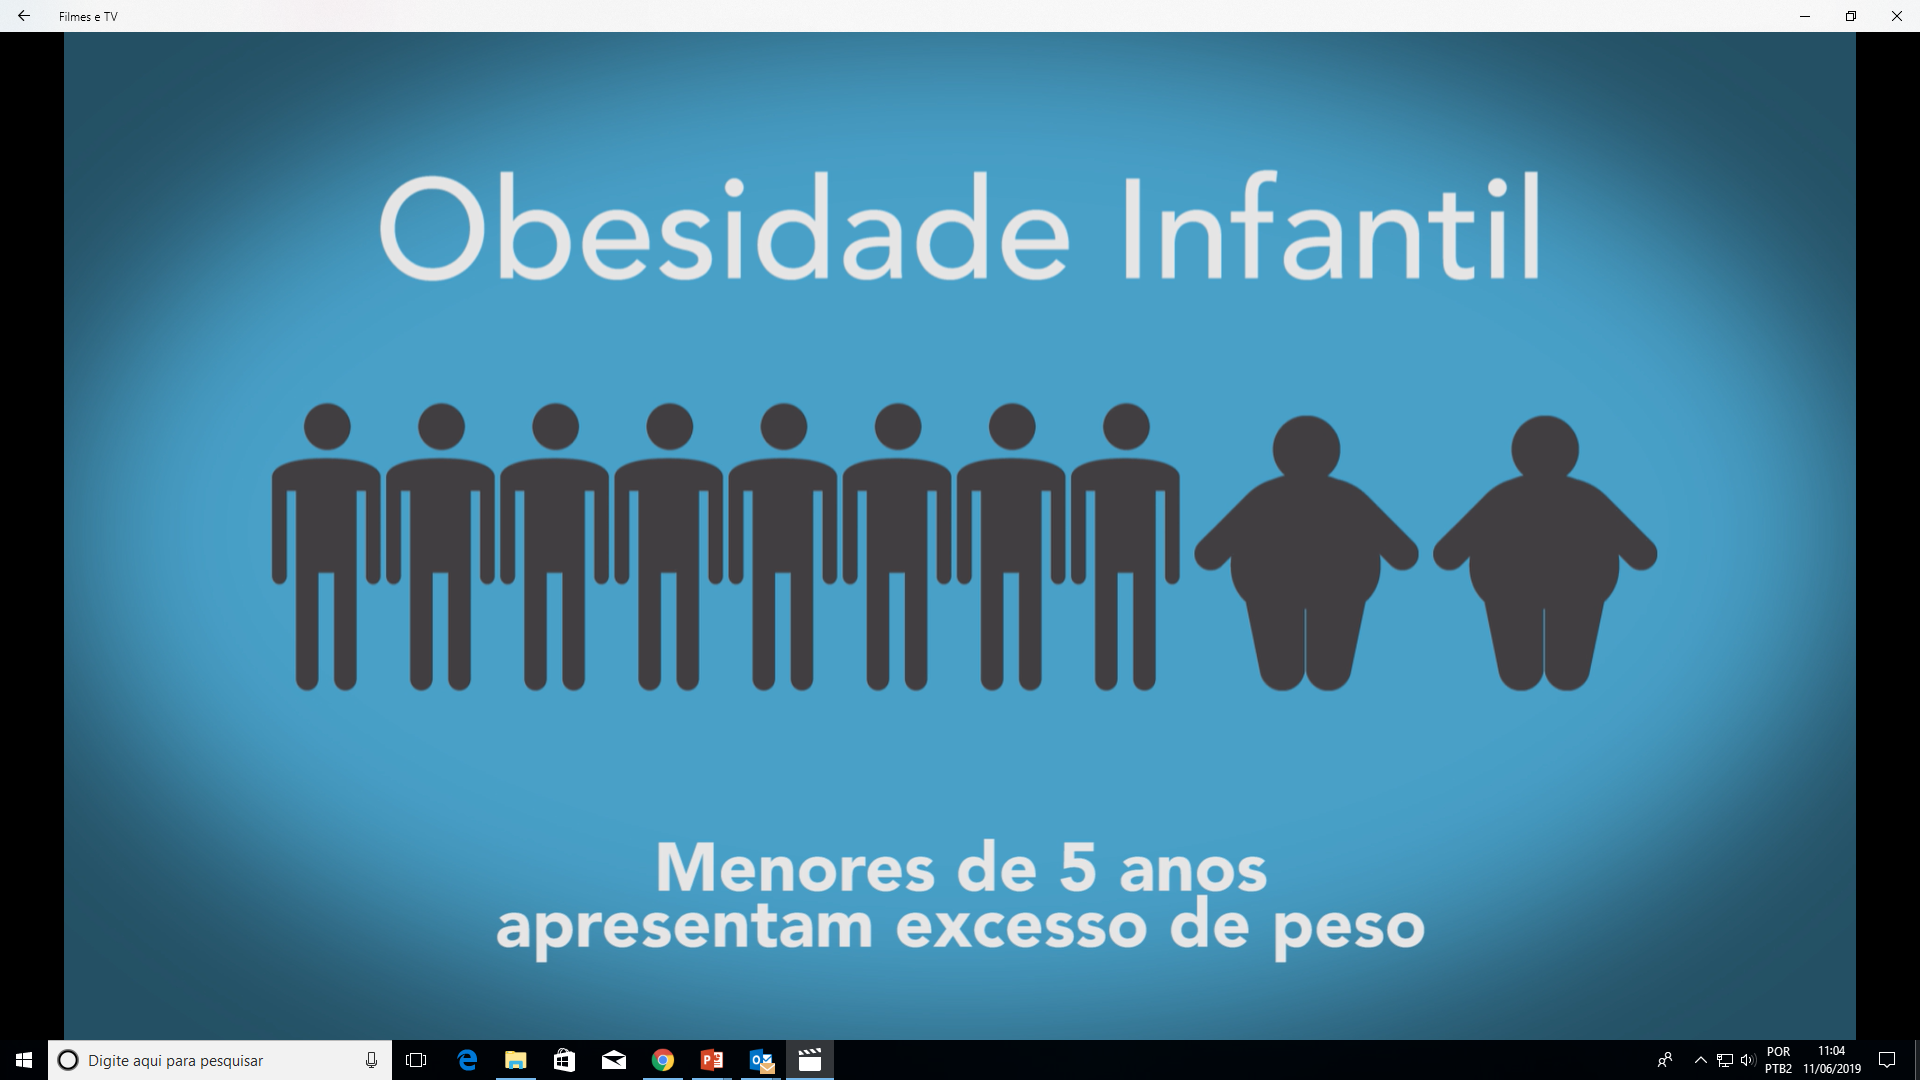 Filmes e TV
Obesidade Infantil
Menores de 5 anos
apresentam excesso de peso
Digite aqui para pesquisar
POR
PTB2
11:04
11/06/2019